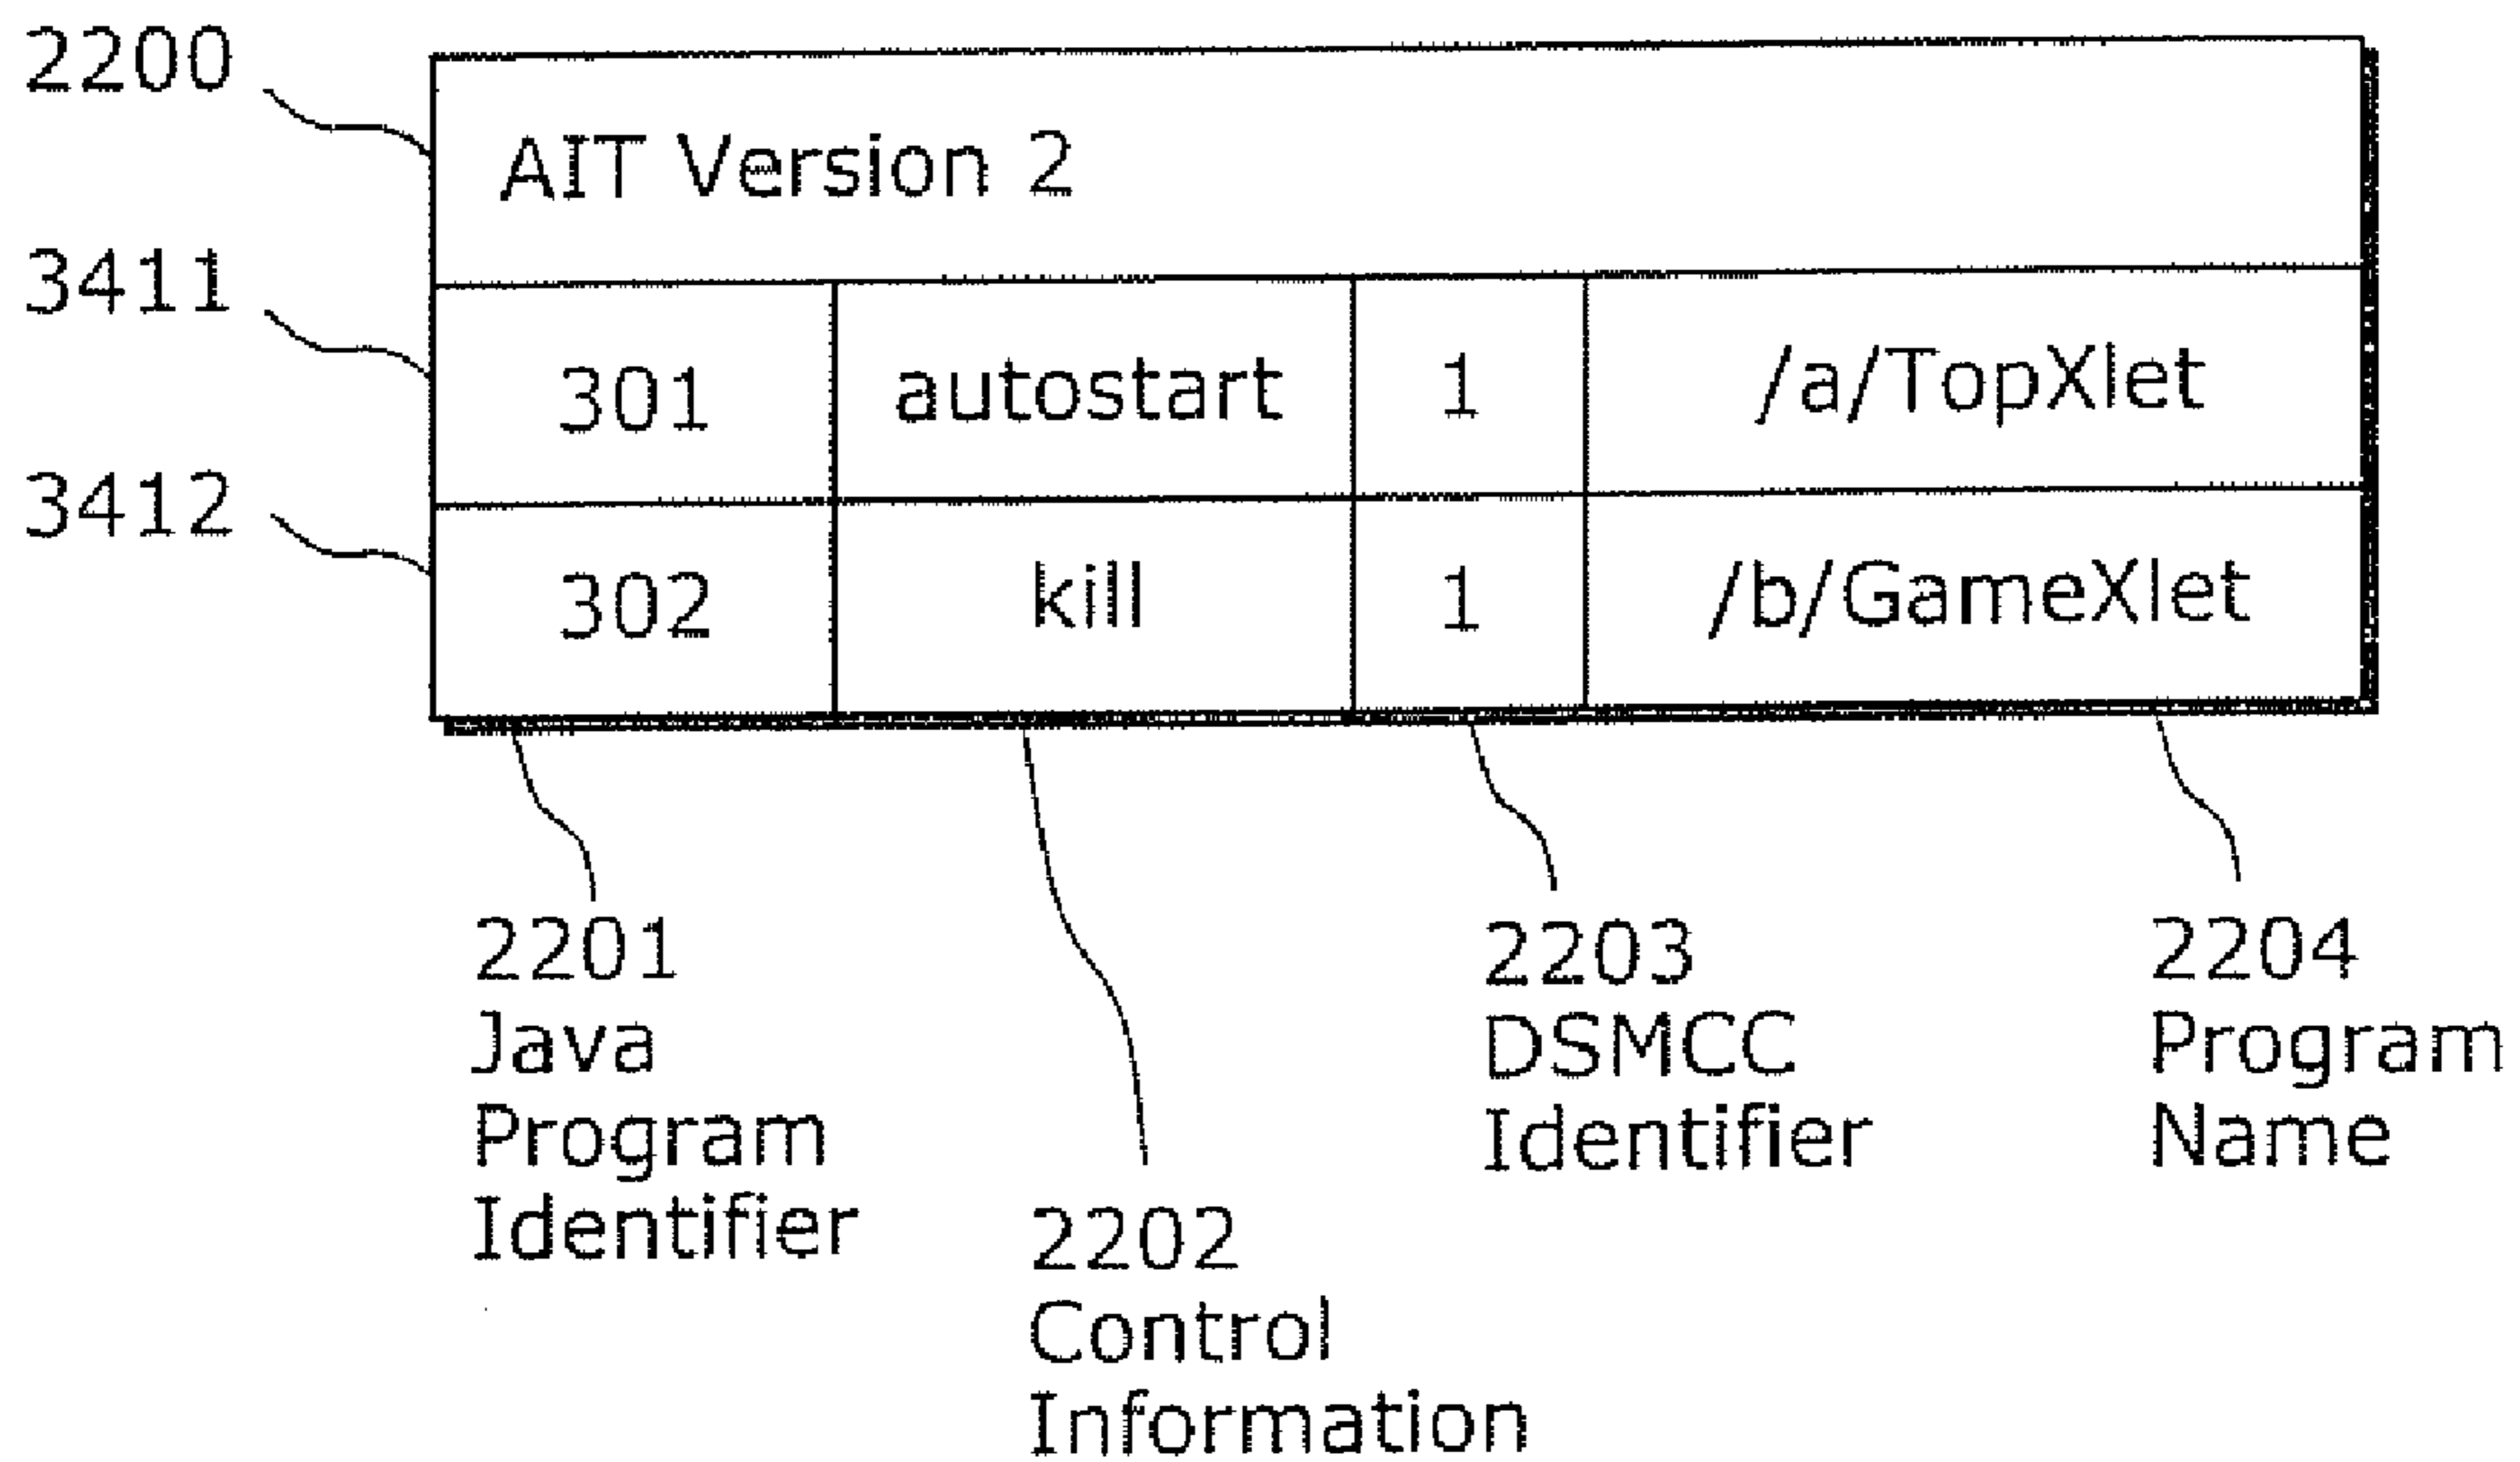 2200
AIT Version 2
3411
301 autostart 1 /a/TopXlet
3412
302 kill 1 /b/GameXlet
2201
Java
Program
Identifier
2202
Control
Information
2203
DSMCC
Identifier
2204
Program
Name